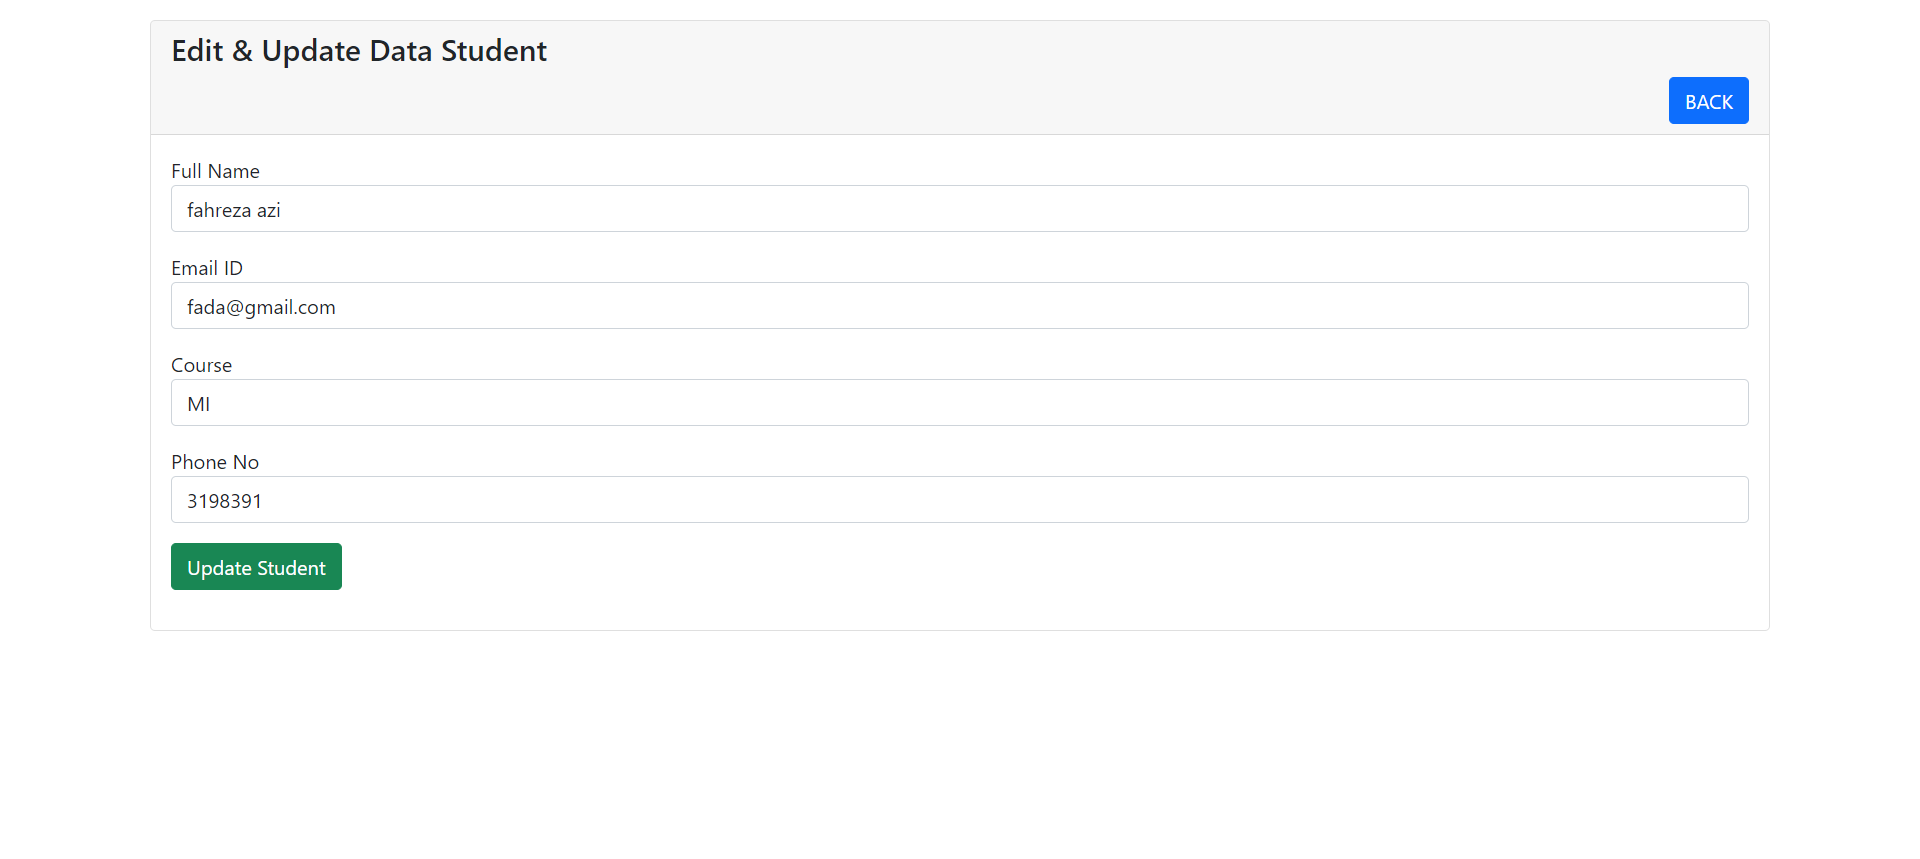 Edit & Update Data Student
BACK
Full Name
fahreza azi
Email ID
fada@gmail.com
Course
MI
Phone No
3198391
Update Student